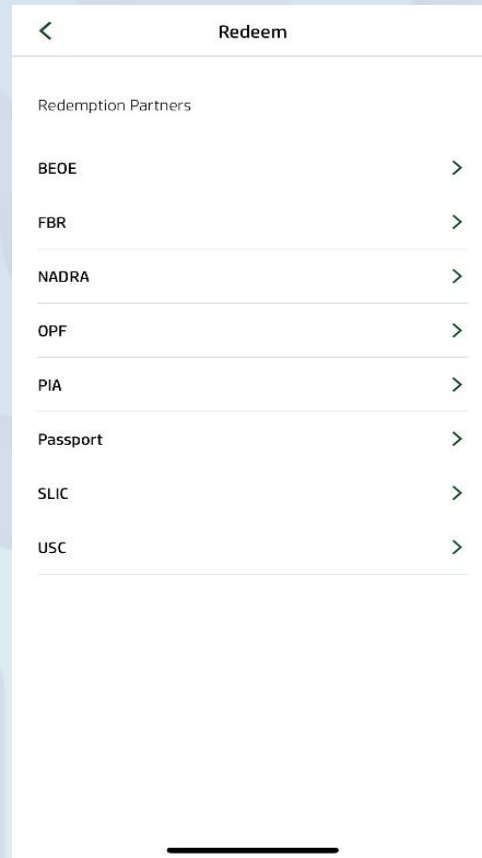 Redeem
Redemption Partners
BEOE
FBR
NADRA
OPF
PIA
Passport
SLIC
USC